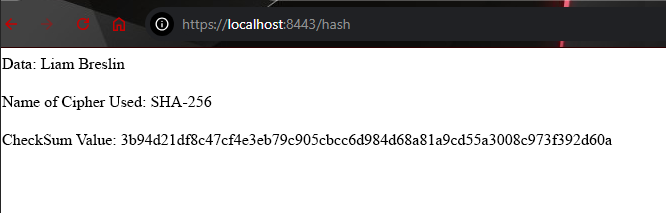 https://localhost:8443/hash
Data: Liam Breslin
Name of Cipher Used: SHA-256
CheckSum Value: 3b94d21df8c47cf4e3eb79c905cbcc6d984d68a81a9cd55a3008c973f392d60a